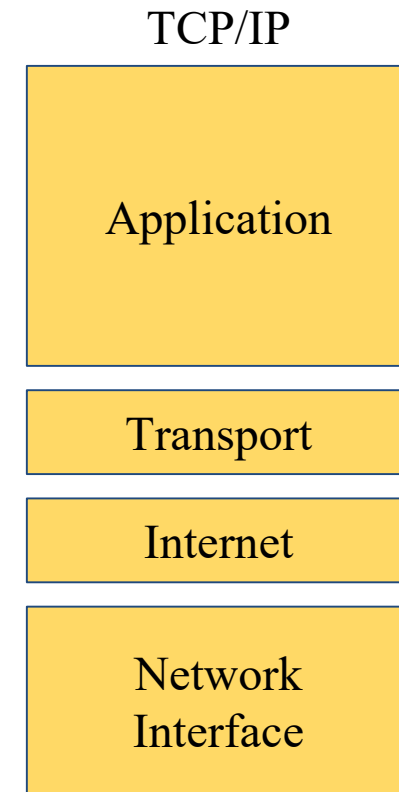 TCP/IP
Application
Transport
Internet
Network
Interface